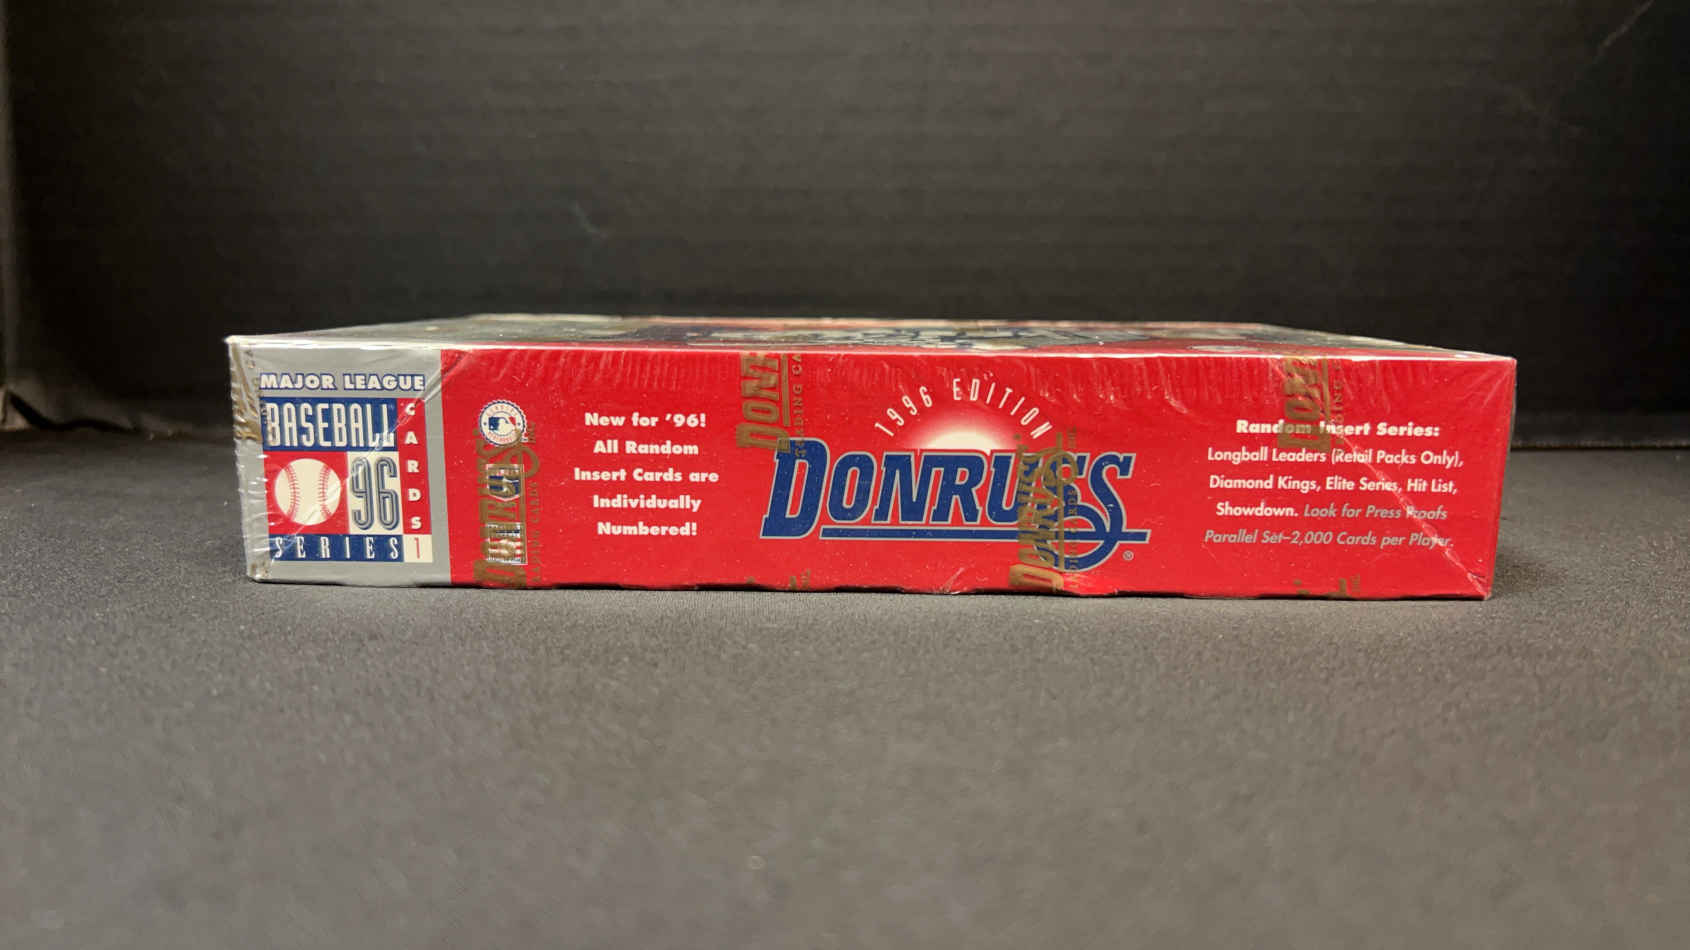 MAJOR LEAGUE
BASEBALL
CARDS
96
SERIES 1
New for '96!
All Random
Insert Cards are
Individually
Numbered!
1996 EDITION
DONRUSS
®
Random Insert Series:
Longball Leaders (Retail Packs Only),
Diamond Kings, Elite Series, Hit List,
Showdown. Look for Press Proofs
Parallel Set–2,000 Cards per Player.
DONRUSS
DONRUSS